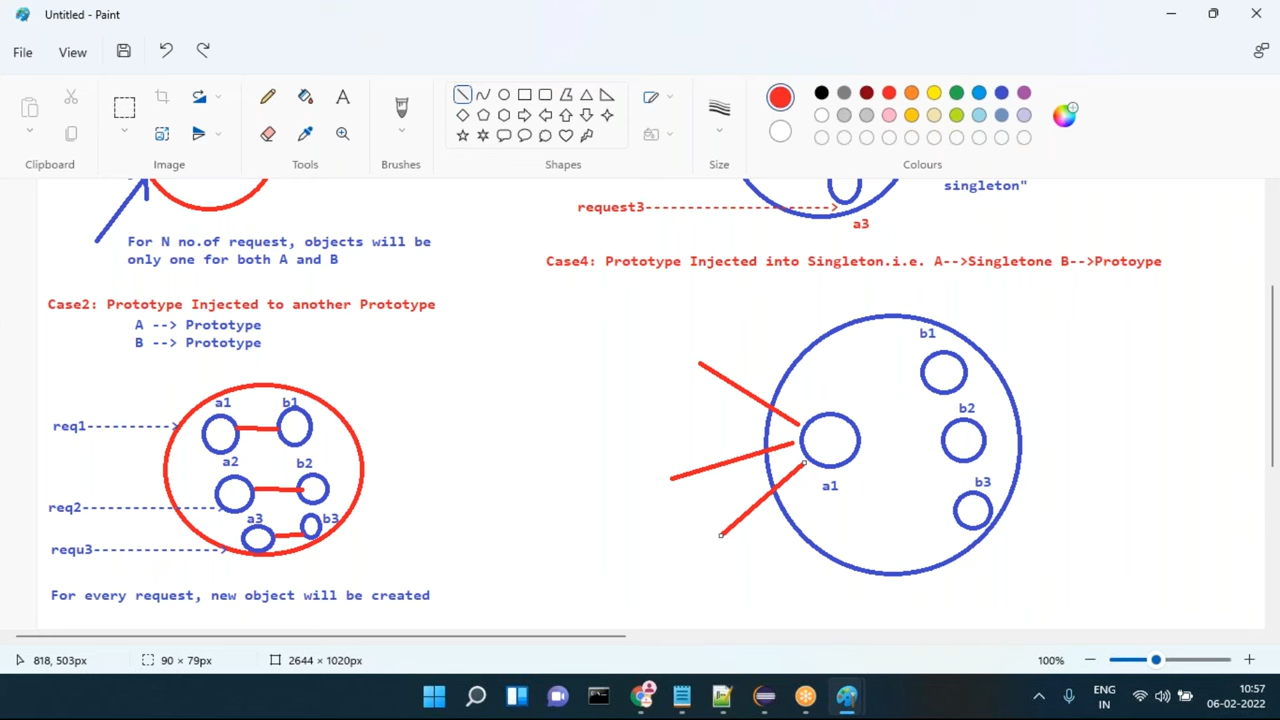 Untitled - Paint
File
View
Clipboard
Image
Tools
Brushes
Shapes
Size
Colours
For N no.of request, objects will be
only one for both A and B
Case2: Prototype Injected to another Prototype
A --> Prototype
B --> Prototype
a1
b1
req1-------------->
a2
b2
req2---------------------->
a3
b3
requ3--------------------->
For every request, new object will be created
singleton"
request3------------------------------>
a3
Case4: Prototype Injected into Singleton.i.e. A-->Singletone B-->Protoype
b1
b2
a1
b3
818, 503px
90 × 79px
2644 × 1020px
100%
ENG
IN
10:57
06-02-2022